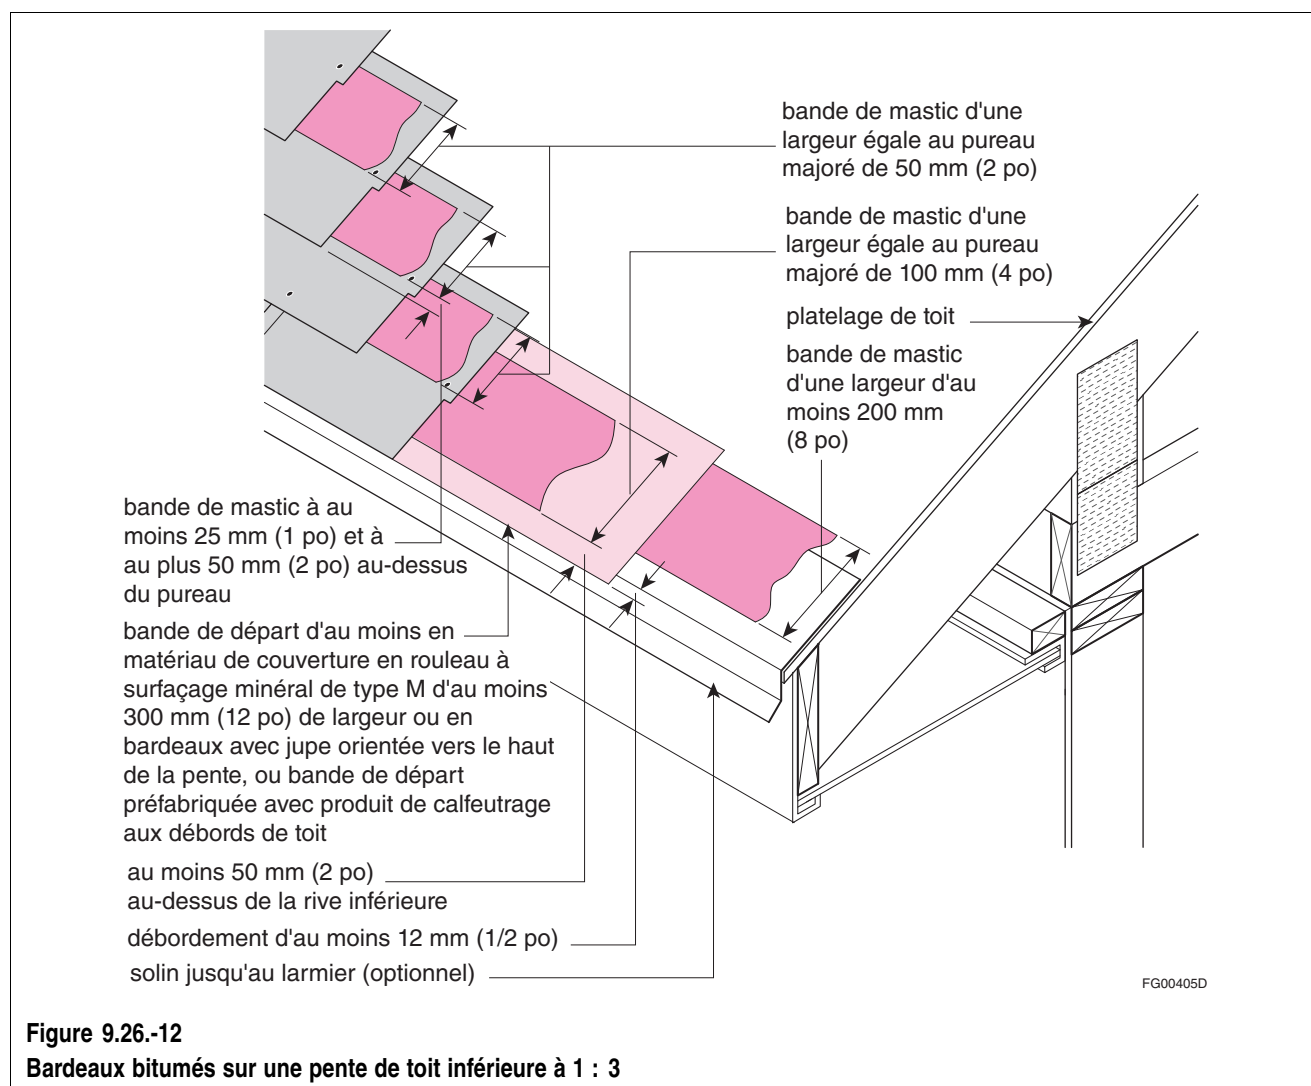 bande de mastic d'une
largeur égale au pureau
majoré de 50 mm (2 po)
bande de mastic d'une
largeur égale au pureau
majoré de 100 mm (4 po)
platelage de toit
bande de mastic
d'une largeur d'au
moins 200 mm
(8 po)
bande de mastic à au
moins 25 mm (1 po) et à
au plus 50 mm (2 po) au-dessus
du pureau
bande de départ d'au moins en
matériau de couverture en rouleau à
surfaçage minéral de type M d'au moins
300 mm (12 po) de largeur ou en
bardeaux avec jupe orientée vers le haut
de la pente, ou bande de départ
préfabriquée avec produit de calfeutrage
aux débords de toit
au moins 50 mm (2 po)
au-dessus de la rive inférieure
débordement d'au moins 12 mm (1/2 po)
solin jusqu'au larmier (optionnel)
FG00405D
Figure 9.26.-12
Bardeaux bitumés sur une pente de toit inférieure à 1 : 3